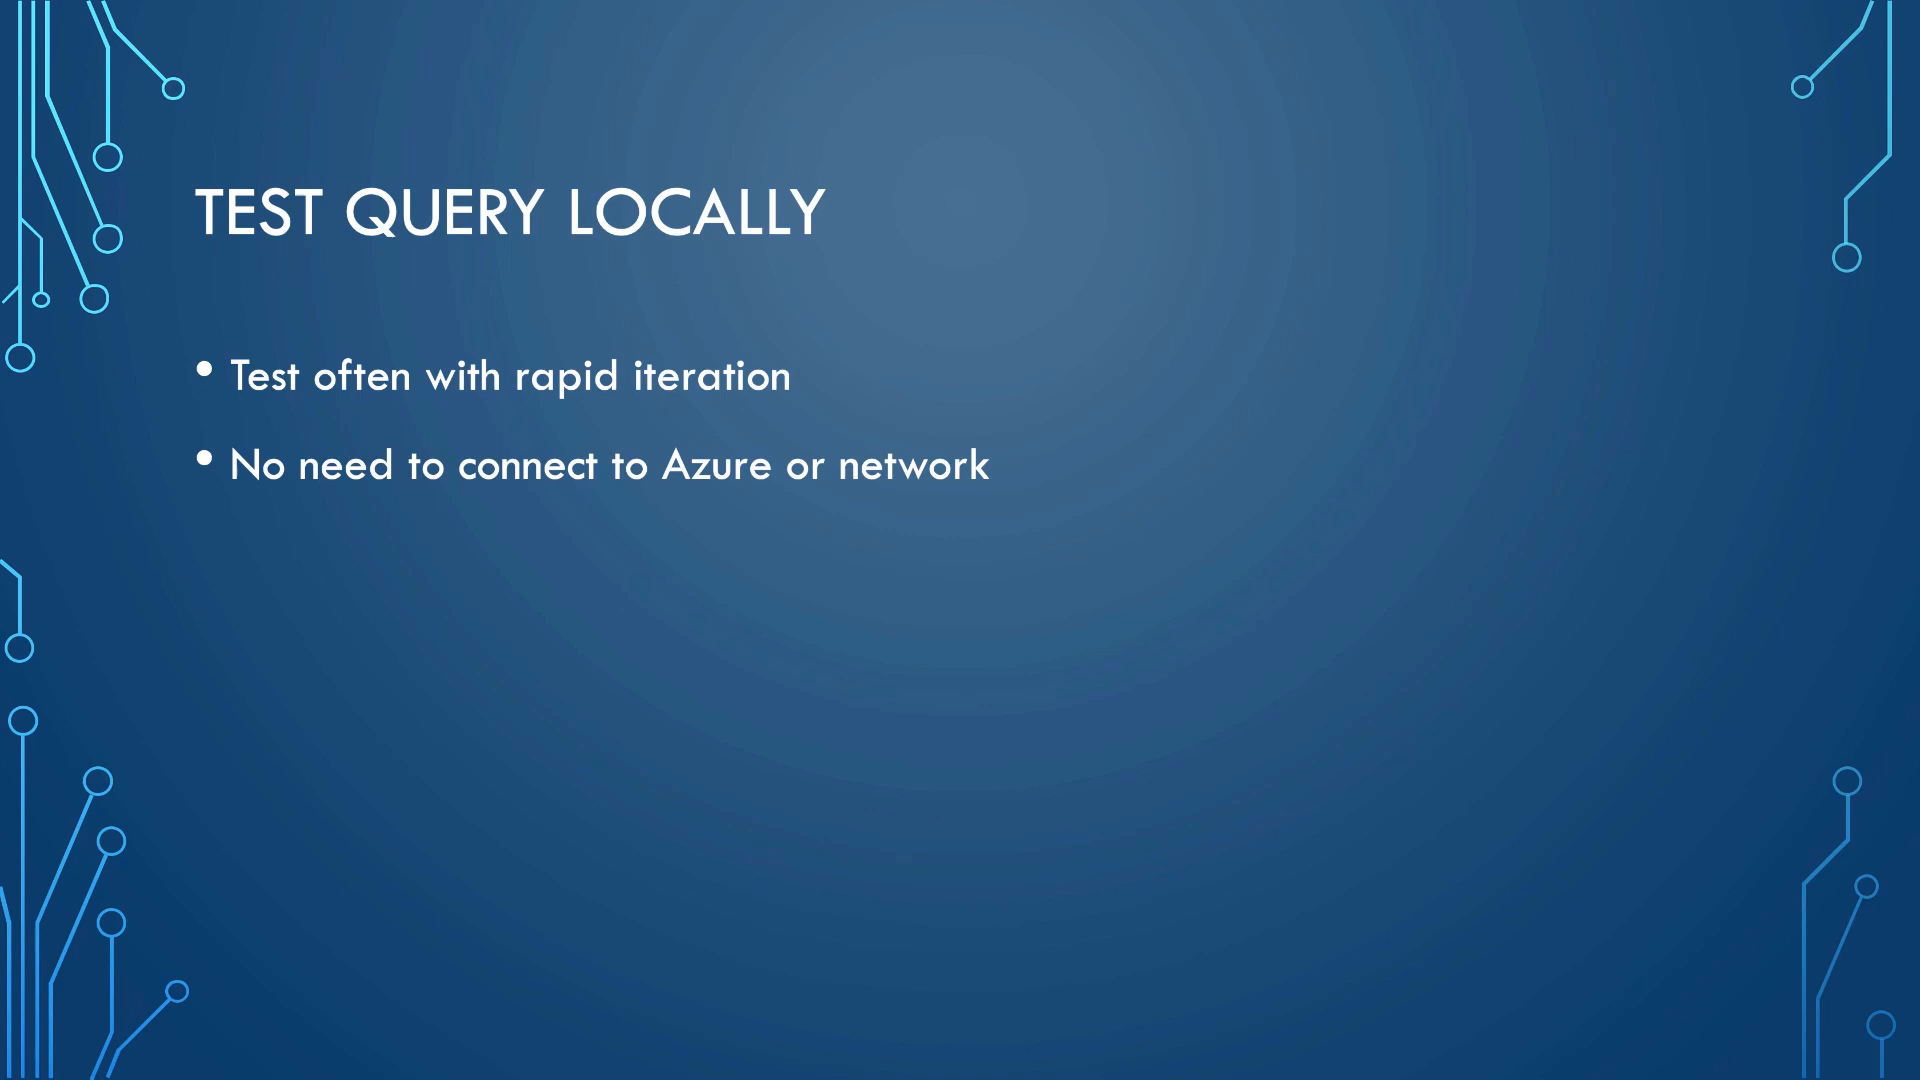 TEST QUERY LOCALLY
• Test often with rapid iteration
• No need to connect to Azure or network